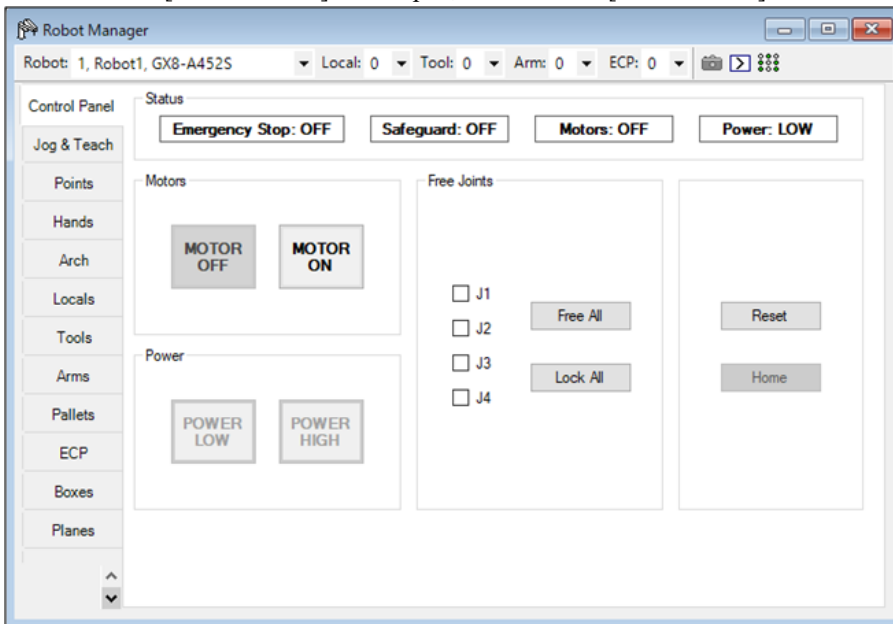 Robot Manager
Robot: 1, Robot1, GX8-A452S Local: 0 Tool: 0 Arm: 0 ECP: 0
Control Panel
Jog & Teach
Points
Hands
Arch
Locals
Tools
Arms
Pallets
ECP
Boxes
Planes
Status
Emergency Stop: OFF Safeguard: OFF Motors: OFF Power: LOW
Motors
MOTOR OFF
MOTOR ON
Power
POWER LOW
POWER HIGH
Free Joints
J1
J2
J3
J4
Free All
Lock All
Reset
Home